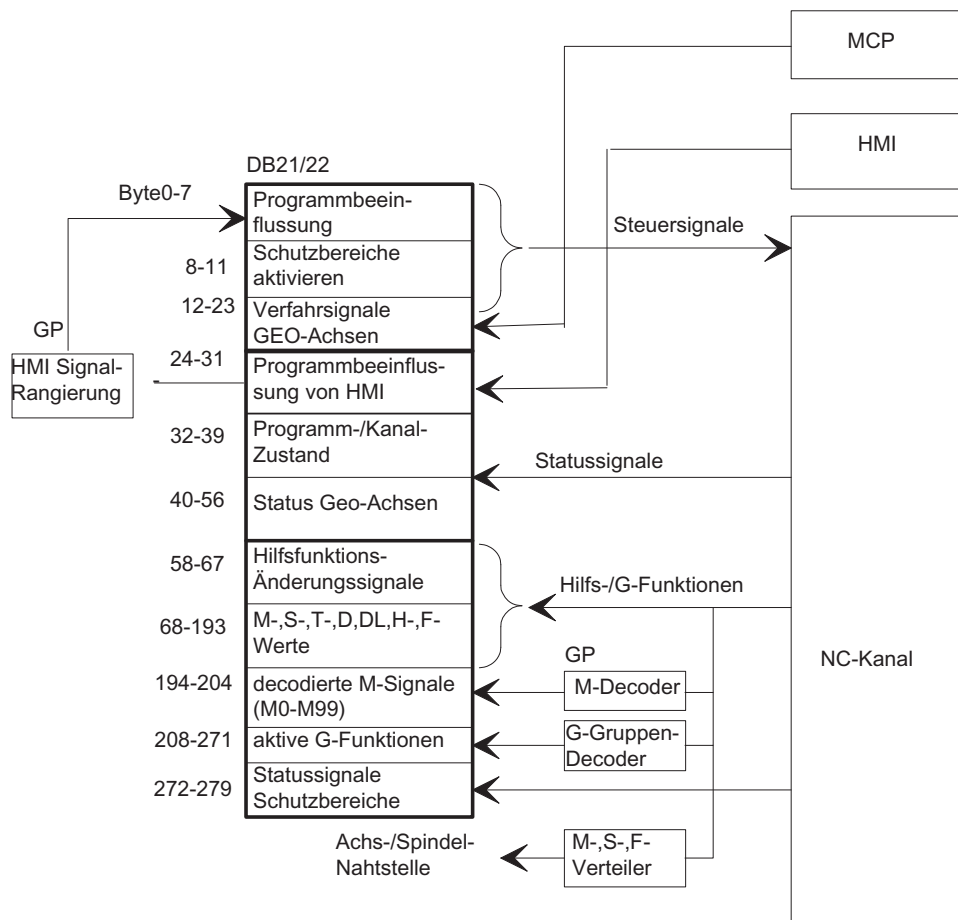 MCP
HMI
DB21/22
Byte0-7
Programmbeein-
flussung
Steuersignale
8-11
Schutzbereiche
aktivieren
12-23
Verfahrsignale
GEO-Achsen
GP
HMI Signal-
Rangierung
24-31
Programmbeeinflus-
sung von HMI
32-39
Programm-/Kanal-
Zustand
Statussignale
40-56
Status Geo-Achsen
58-67
Hilfsfunktions-
Änderungssignale
Hilfs-/G-Funktionen
68-193
M-,S-,T-,D,DL,H-,F-
Werte
NC-Kanal
GP
194-204
decodierte M-Signale
(M0-M99)
M-Decoder
208-271
aktive G-Funktionen
G-Gruppen-
Decoder
272-279
Statussignale
Schutzbereiche
Achs-/Spindel-
Nahtstelle
M-,S-,F-
Verteiler